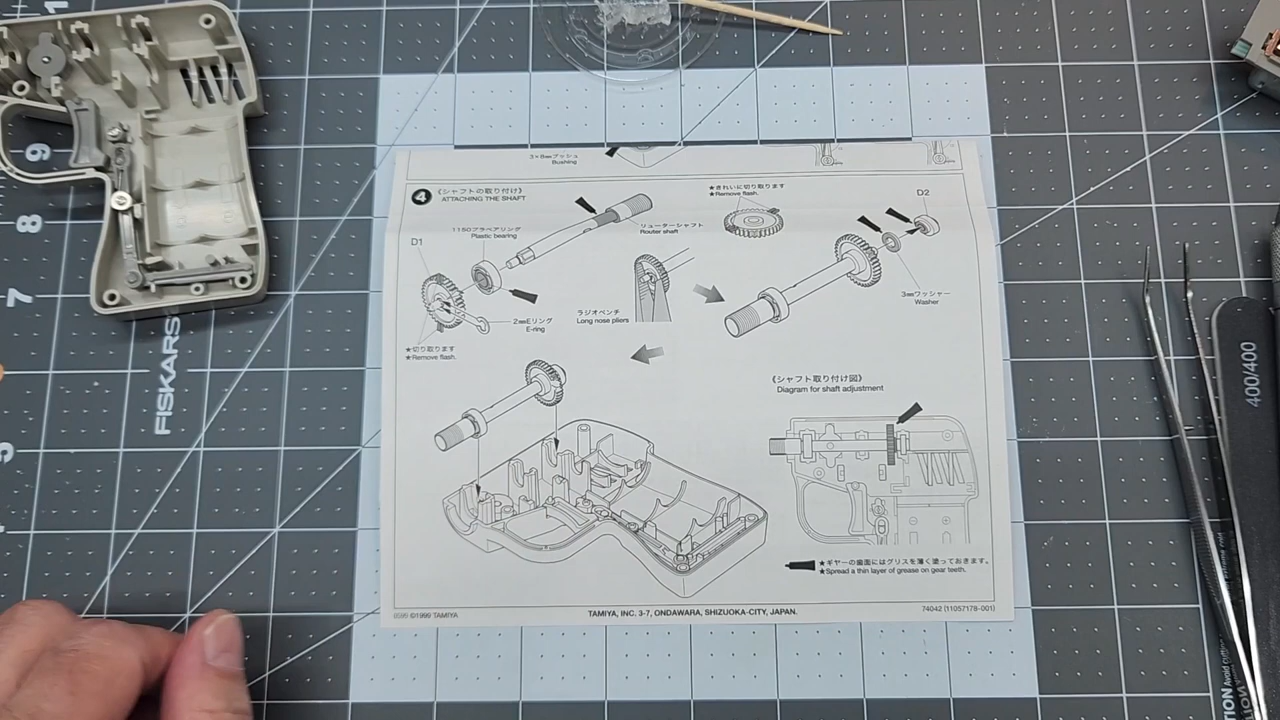 3×8㎜ブッシュ
Bushing
4 《シャフトの取り付け》
ATTACHING THE SHAFT
★きれいに切り取ります
★Remove flash.
D2
1150プラベアリング
Plastic bearing
ルーターシャフト
Router shaft
D1
3㎜ワッシャー
Washer
ラジオペンチ
Long nose pliers
2㎜Eリング
E-ring
★切り取ります
★Remove flash.
《シャフト取り付け図》
Diagram for shaft adjustment
★ギヤーの歯面にはグリスを薄く塗っておきます。
★Spread a thin layer of grease on gear teeth.
©1999 TAMIYA
TAMIYA, INC. 3-7, ONDAWARA, SHIZUOKA-CITY, JAPAN.
74042 (11057178-001)
FISKARS
9
8
7
400/400